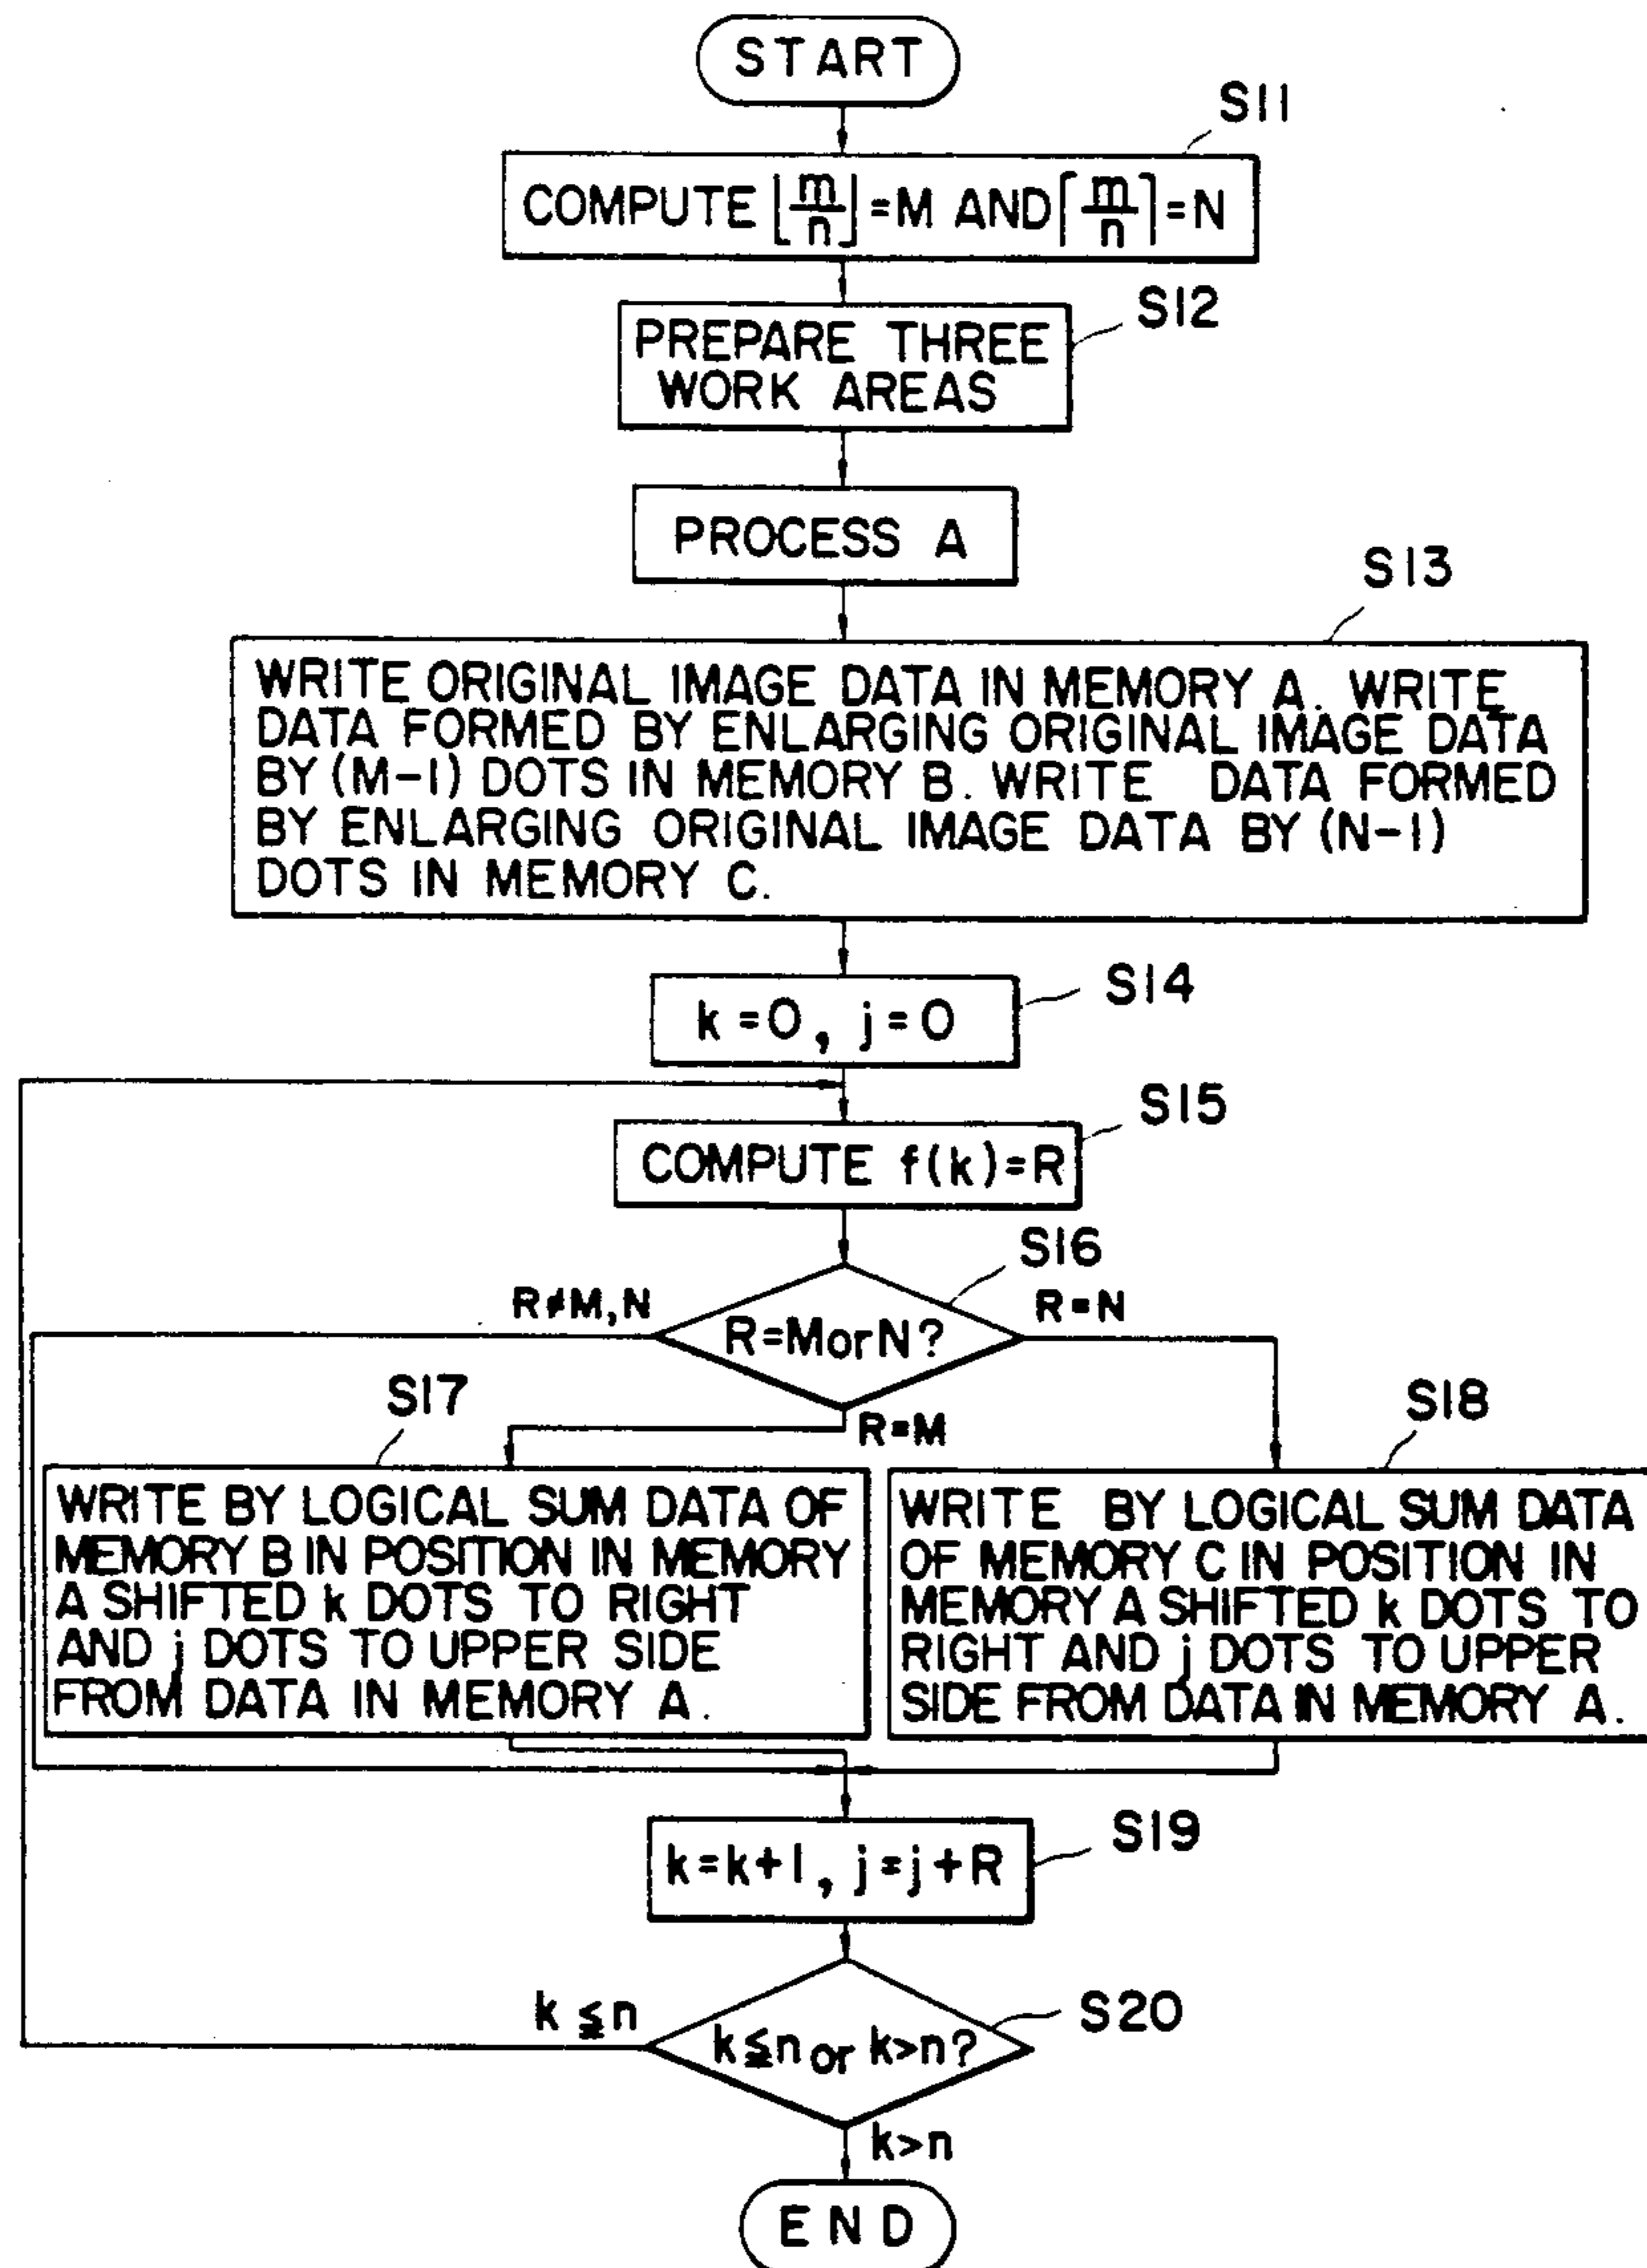 START
S11
COMPUTE ⌊m/n⌋=M AND ⌈m/n⌉=N
S12
PREPARE THREE
WORK AREAS
PROCESS A
S13
WRITE ORIGINAL IMAGE DATA IN MEMORY A. WRITE
DATA FORMED BY ENLARGING ORIGINAL IMAGE DATA
BY (M-1) DOTS IN MEMORY B. WRITE DATA FORMED
BY ENLARGING ORIGINAL IMAGE DATA BY (N-1)
DOTS IN MEMORY C.
S14
k=0, j=0
S15
COMPUTE f(k)=R
S16
R≠M,N
R=M or N?
R=N
R=M
S17
WRITE BY LOGICAL SUM DATA OF
MEMORY B IN POSITION IN MEMORY
A SHIFTED k DOTS TO RIGHT
AND j DOTS TO UPPER SIDE
FROM DATA IN MEMORY A.
S18
WRITE BY LOGICAL SUM DATA
OF MEMORY C IN POSITION IN
MEMORY A SHIFTED k DOTS TO
RIGHT AND j DOTS TO UPPER
SIDE FROM DATA IN MEMORY A.
S19
k=k+1, j=j+R
S20
k≦n
k≦n or k>n?
k>n
END